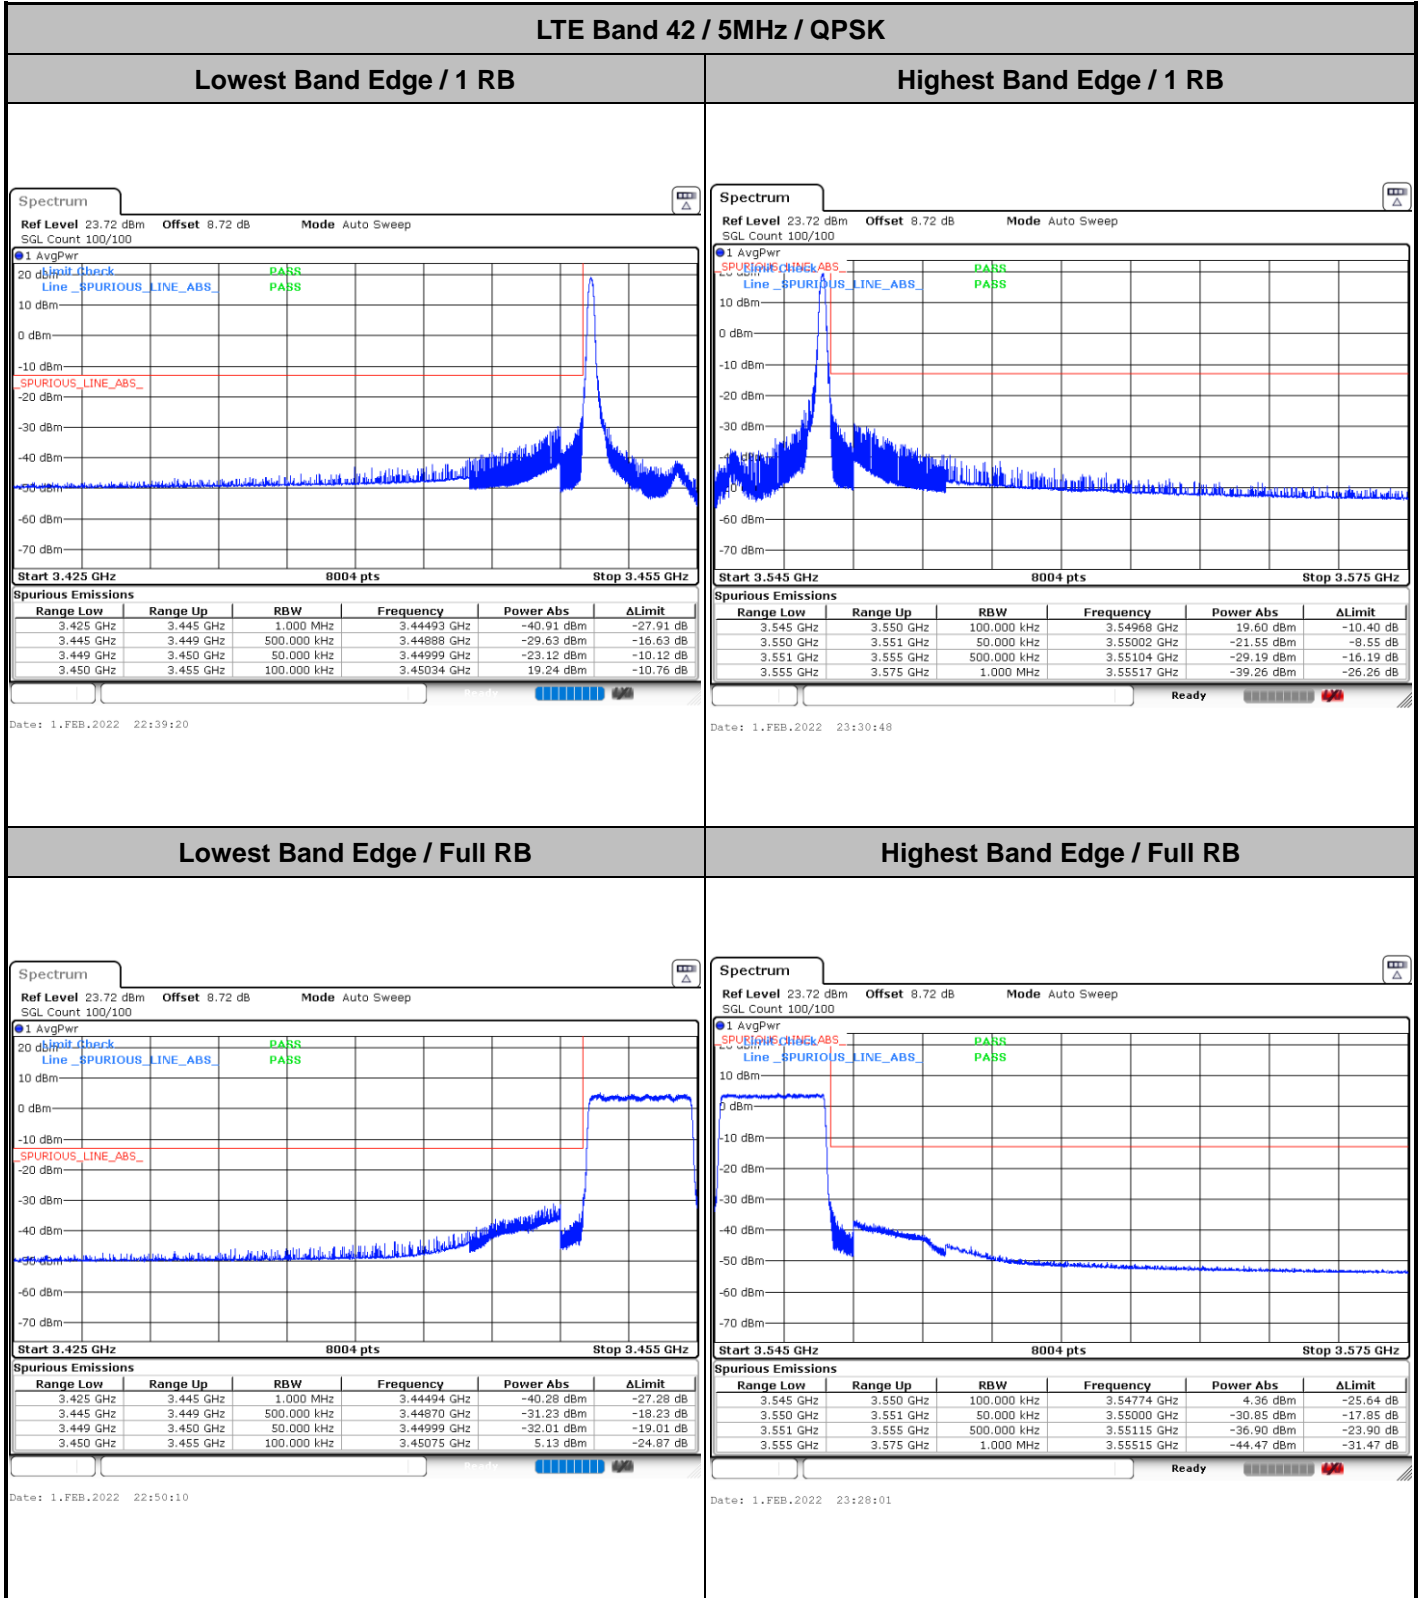 LTE Band 42 / 5MHz / QPSK
Lowest Band Edge / 1 RB
Highest Band Edge / 1 RB
Spectrum
Ref Level 23.72 dBm Offset 8.72 dB Mode Auto Sweep
SGL Count 100/100
1 AvgPwr
Limit Check PASS
Line _SPURIOUS_LINE_ABS_ PASS
20 dBm
10 dBm
0 dBm
-10 dBm
_SPURIOUS_LINE_ABS_
-20 dBm
-30 dBm
-40 dBm
-50 dBm
-60 dBm
-70 dBm
Start 3.425 GHz 8004 pts Stop 3.455 GHz
Spurious Emissions
Range Low Range Up RBW Frequency Power Abs ΔLimit
3.425 GHz 3.445 GHz 1.000 MHz 3.44493 GHz -40.91 dBm -27.91 dB
3.445 GHz 3.449 GHz 500.000 kHz 3.44888 GHz -29.63 dBm -16.63 dB
3.449 GHz 3.450 GHz 50.000 kHz 3.44999 GHz -23.12 dBm -10.12 dB
3.450 GHz 3.455 GHz 100.000 kHz 3.45034 GHz 19.24 dBm -10.76 dB
Ready
Date: 1.FEB.2022 22:39:20
Spectrum
Ref Level 23.72 dBm Offset 8.72 dB Mode Auto Sweep
SGL Count 100/100
1 AvgPwr
_SPURIOUS_LINE_ABS_
Limit Check PASS
Line _SPURIOUS_LINE_ABS_ PASS
20 dBm
10 dBm
0 dBm
-10 dBm
-20 dBm
-30 dBm
-40 dBm
-60 dBm
-70 dBm
Start 3.545 GHz 8004 pts Stop 3.575 GHz
Spurious Emissions
Range Low Range Up RBW Frequency Power Abs ΔLimit
3.545 GHz 3.550 GHz 100.000 kHz 3.54968 GHz 19.60 dBm -10.40 dB
3.550 GHz 3.551 GHz 50.000 kHz 3.55002 GHz -21.55 dBm -8.55 dB
3.551 GHz 3.555 GHz 500.000 kHz 3.55104 GHz -29.19 dBm -16.19 dB
3.555 GHz 3.575 GHz 1.000 MHz 3.55517 GHz -39.26 dBm -26.26 dB
Ready
Date: 1.FEB.2022 23:30:48
Lowest Band Edge / Full RB
Highest Band Edge / Full RB
Spectrum
Ref Level 23.72 dBm Offset 8.72 dB Mode Auto Sweep
SGL Count 100/100
1 AvgPwr
Limit Check PASS
Line _SPURIOUS_LINE_ABS_ PASS
20 dBm
10 dBm
0 dBm
-10 dBm
_SPURIOUS_LINE_ABS_
-20 dBm
-30 dBm
-40 dBm
-50 dBm
-60 dBm
-70 dBm
Start 3.425 GHz 8004 pts Stop 3.455 GHz
Spurious Emissions
Range Low Range Up RBW Frequency Power Abs ΔLimit
3.425 GHz 3.445 GHz 1.000 MHz 3.44494 GHz -40.28 dBm -27.28 dB
3.445 GHz 3.449 GHz 500.000 kHz 3.44870 GHz -31.23 dBm -18.23 dB
3.449 GHz 3.450 GHz 50.000 kHz 3.44999 GHz -32.01 dBm -19.01 dB
3.450 GHz 3.455 GHz 100.000 kHz 3.45075 GHz 5.13 dBm -24.87 dB
Ready
Date: 1.FEB.2022 22:50:10
Spectrum
Ref Level 23.72 dBm Offset 8.72 dB Mode Auto Sweep
SGL Count 100/100
1 AvgPwr
_SPURIOUS_LINE_ABS_
Limit Check PASS
Line _SPURIOUS_LINE_ABS_ PASS
20 dBm
10 dBm
0 dBm
-10 dBm
-20 dBm
-30 dBm
-40 dBm
-50 dBm
-60 dBm
-70 dBm
Start 3.545 GHz 8004 pts Stop 3.575 GHz
Spurious Emissions
Range Low Range Up RBW Frequency Power Abs ΔLimit
3.545 GHz 3.550 GHz 100.000 kHz 3.54774 GHz 4.36 dBm -25.64 dB
3.550 GHz 3.551 GHz 50.000 kHz 3.55000 GHz -30.85 dBm -17.85 dB
3.551 GHz 3.555 GHz 500.000 kHz 3.55115 GHz -36.90 dBm -23.90 dB
3.555 GHz 3.575 GHz 1.000 MHz 3.55515 GHz -44.47 dBm -31.47 dB
Ready
Date: 1.FEB.2022 23:28:01